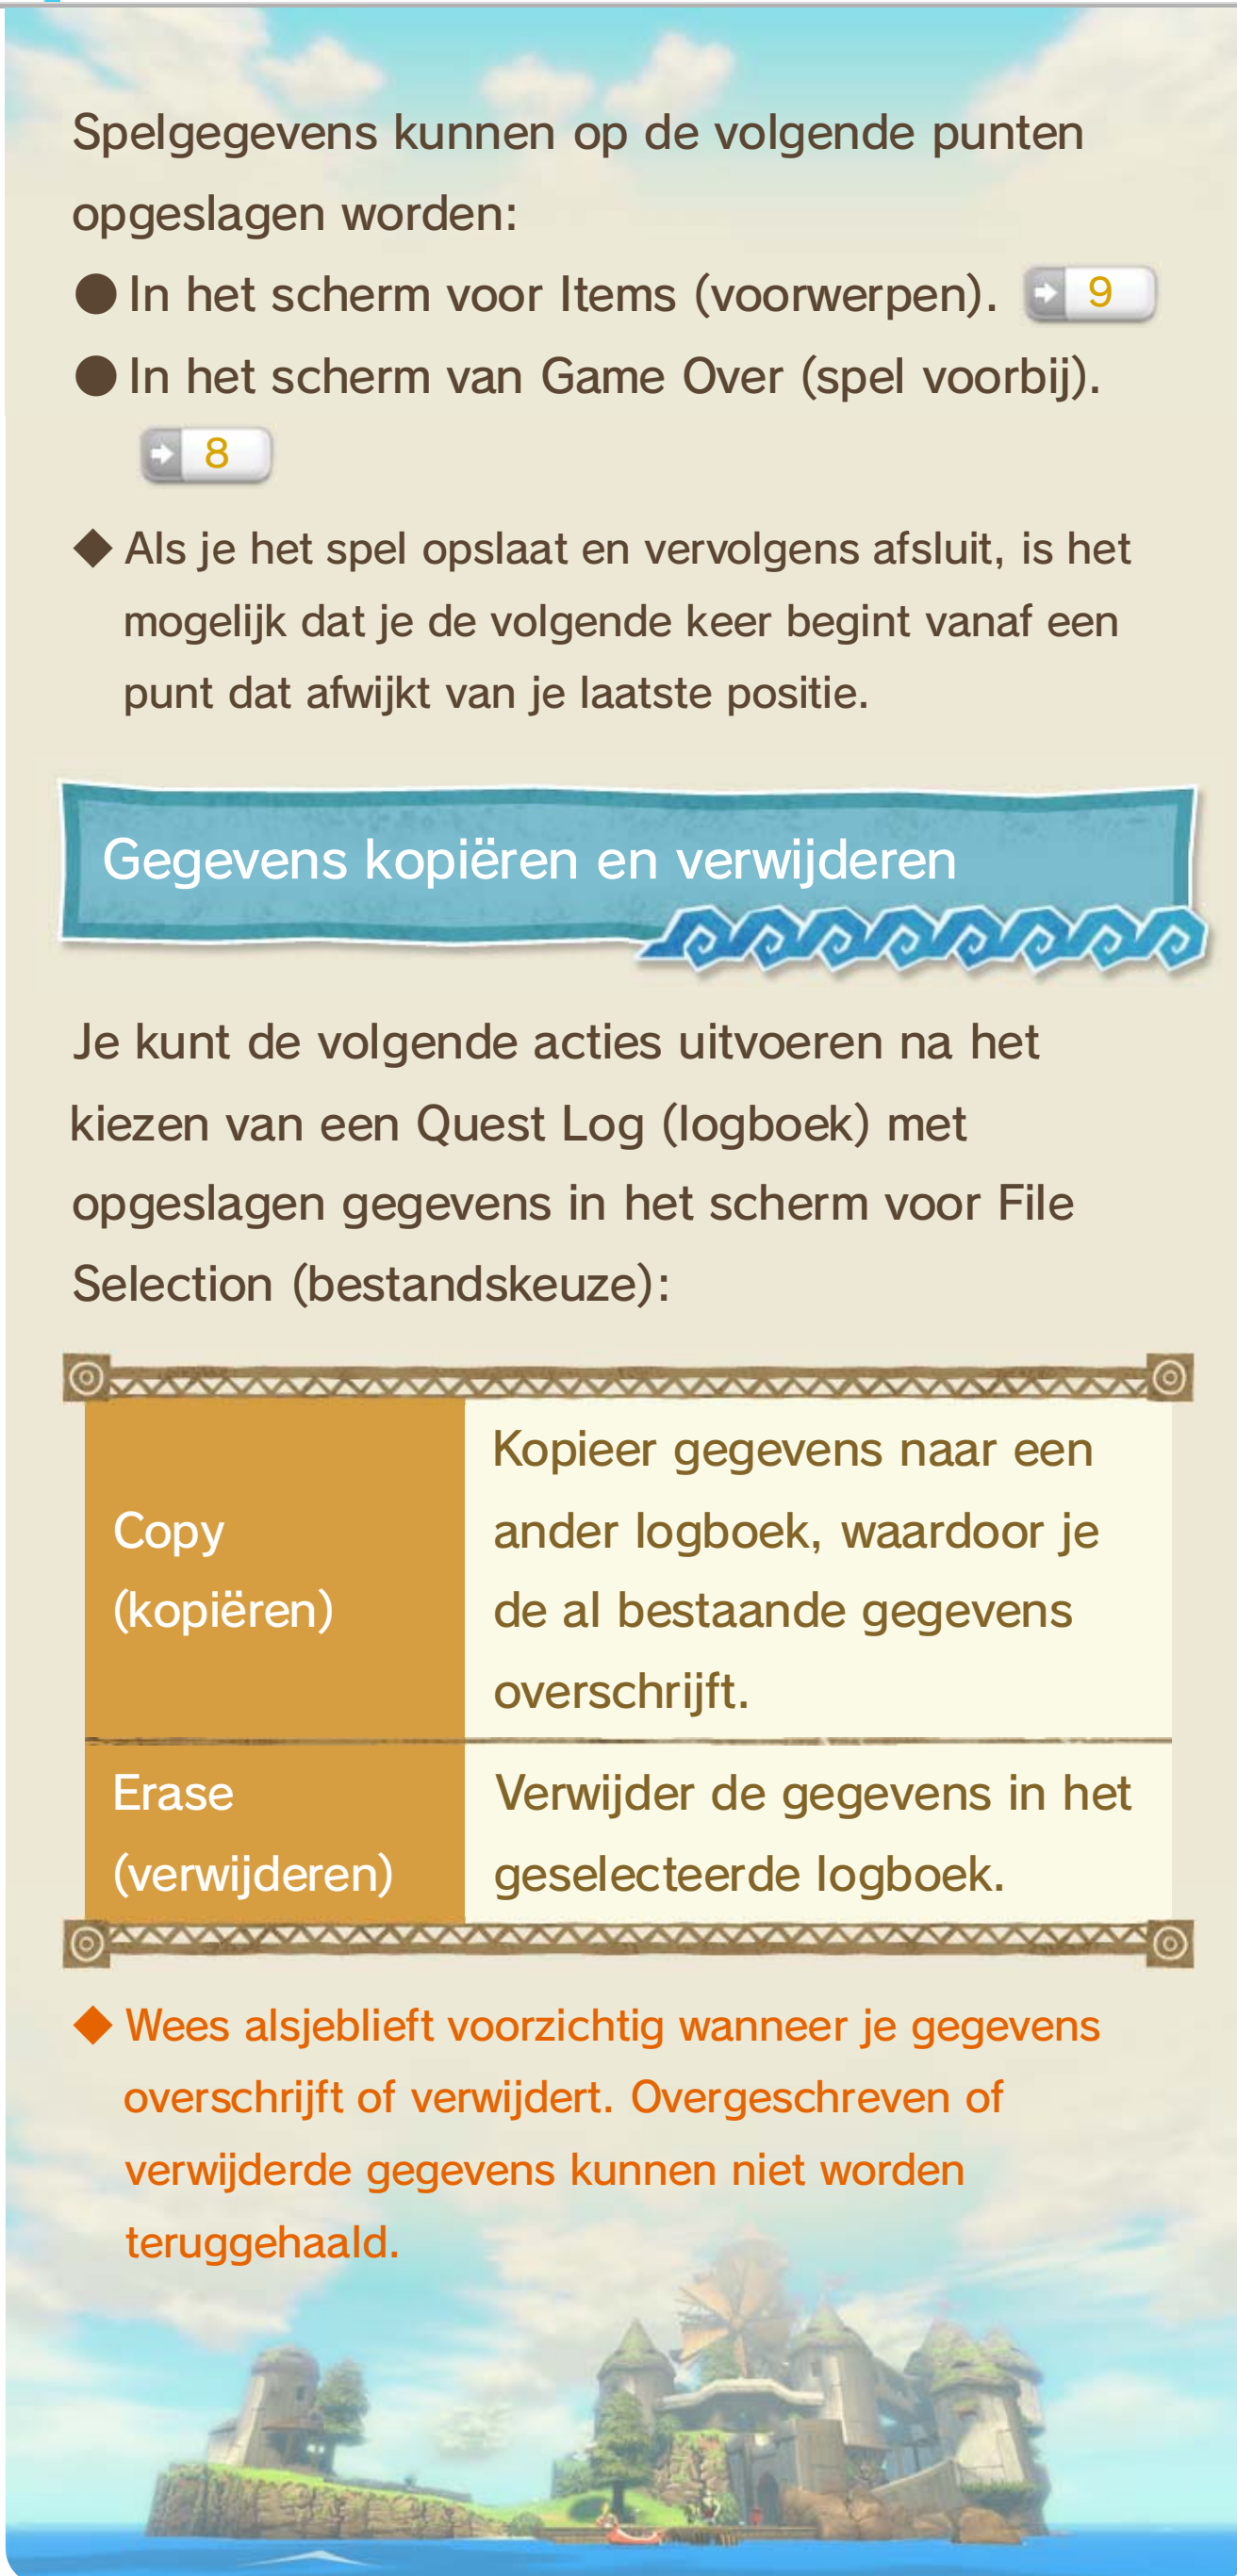 Spelgegevens kunnen op de volgende punten
opgeslagen worden:
● In het scherm voor Items (voorwerpen). 9
● In het scherm van Game Over (spel voorbij).
8
◆ Als je het spel opslaat en vervolgens afsluit, is het
mogelijk dat je de volgende keer begint vanaf een
punt dat afwijkt van je laatste positie.
Gegevens kopiëren en verwijderen
Je kunt de volgende acties uitvoeren na het
kiezen van een Quest Log (logboek) met
opgeslagen gegevens in het scherm voor File
Selection (bestandskeuze):
Copy
(kopiëren)
Kopieer gegevens naar een
ander logboek, waardoor je
de al bestaande gegevens
overschrijft.
Erase
(verwijderen)
Verwijder de gegevens in het
geselecteerde logboek.
◆ Wees alsjeblieft voorzichtig wanneer je gegevens
overschrijft of verwijdert. Overgeschreven of
verwijderde gegevens kunnen niet worden
teruggehaald.